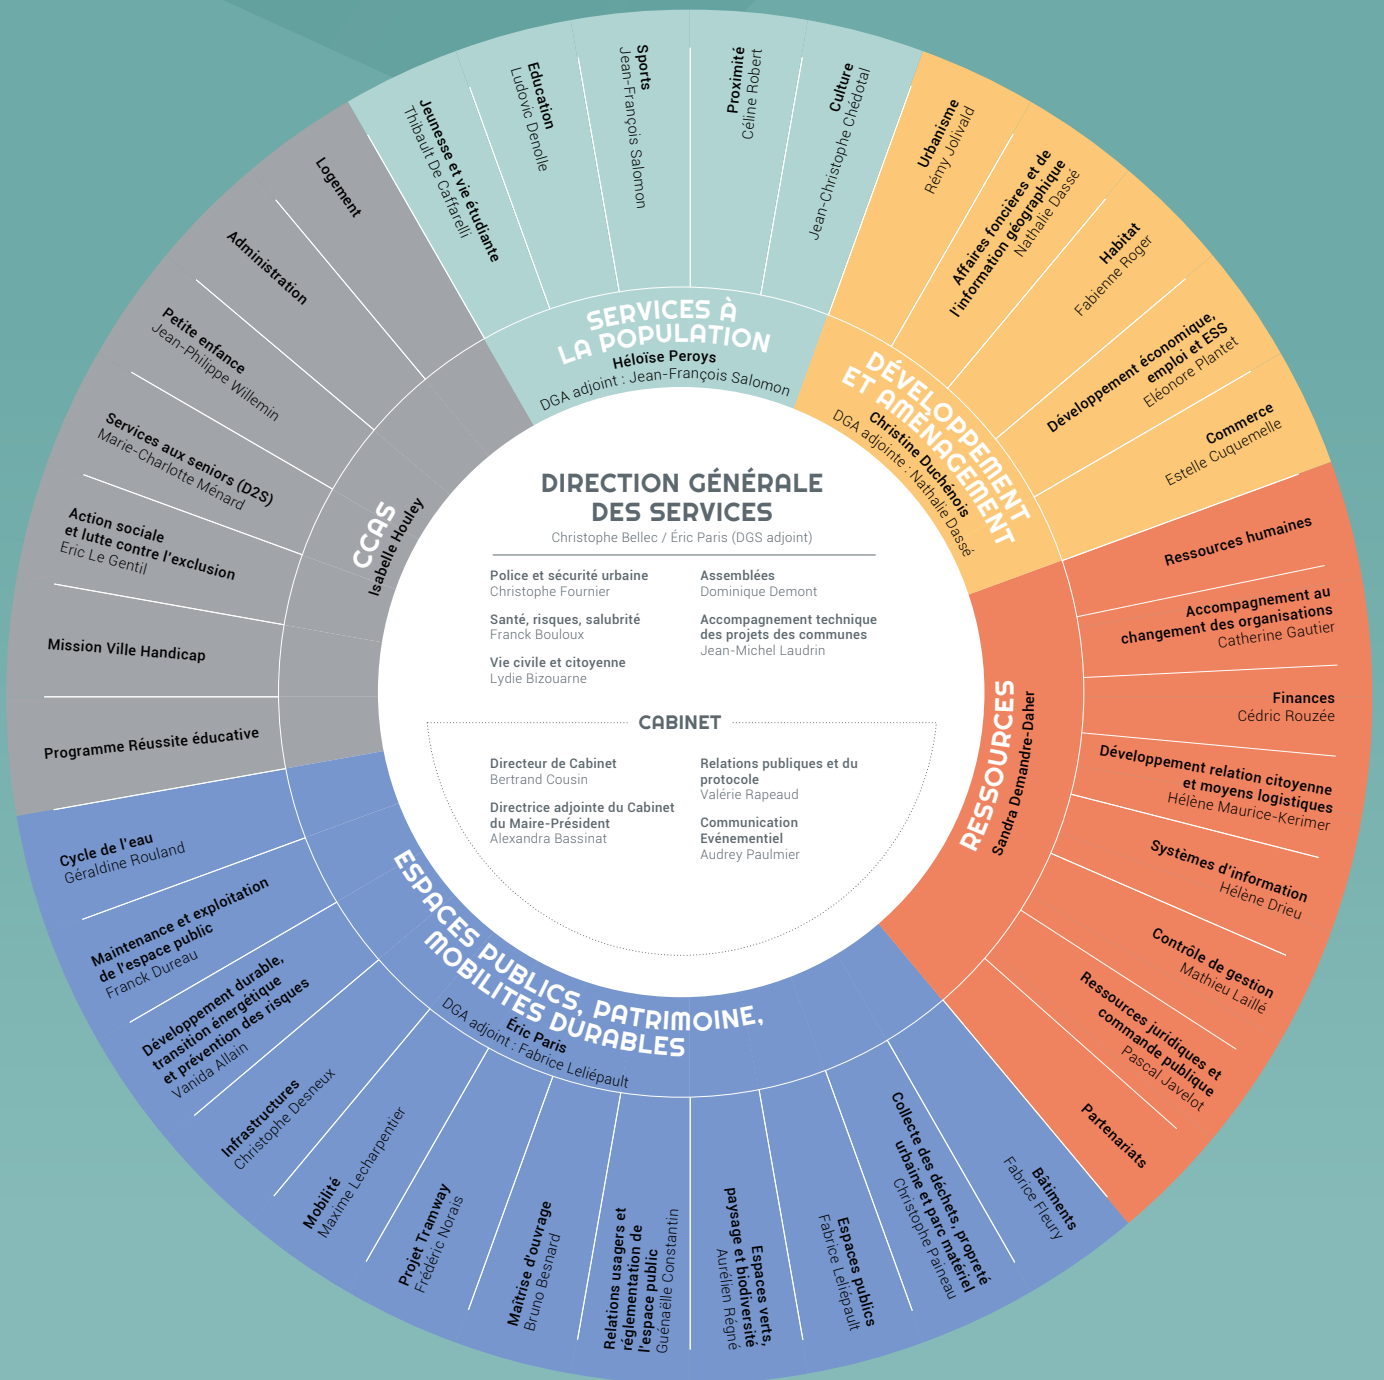 DIRECTION GÉNÉRALE
DES SERVICES
Christophe Bellec / Éric Paris (DGS adjoint)
Police et sécurité urbaine
Christophe Fournier
Santé, risques, salubrité
Franck Bouloux
Vie civile et citoyenne
Lydie Bizouarne
Assemblées
Dominique Demont
Accompagnement technique
des projets des communes
Jean-Michel Laudrin
CABINET
Directeur de Cabinet
Bertrand Cousin
Directrice adjointe du Cabinet
du Maire-Président
Alexandra Bassinat
Relations publiques et du
protocole
Valérie Rapeaud
Communication
Evénementiel
Audrey Paulmier
SERVICES À
LA POPULATION
Héloïse Peroys
DGA adjoint : Jean-François Salomon
Jeunesse et vie étudiante
Thibault De Caffarelli
Education
Ludovic Denolle
Sports
Jean-François Salomon
Proximité
Céline Robert
Culture
Jean-Christophe Chédotal
DÉVELOPPEMENT
ET AMÉNAGEMENT
Christine Duchénois
DGA adjointe : Nathalie Dassé
Urbanisme
Rémy Jolivald
Affaires foncières et de
l'information géographique
Nathalie Dassé
Habitat
Fabienne Roger
Développement économique,
emploi et ESS
Eléonore Plantet
Commerce
Estelle Cuquemelle
RESSOURCES
Sandra Demandre-Daher
Ressources humaines
Accompagnement au
changement des organisations
Catherine Gautier
Finances
Cédric Rouzée
Développement relation citoyenne
et moyens logistiques
Hélène Maurice-Kerimer
Systèmes d'information
Hélène Drieu
Contrôle de gestion
Mathieu Laillé
Ressources juridiques et
commande publique
Pascal Javelot
Partenariats
ESPACES PUBLICS, PATRIMOINE,
MOBILITES DURABLES
Éric Paris
DGA adjoint : Fabrice Leliépault
Bâtiments
Fabrice Fleury
Collecte des déchets, propreté
urbaine et parc matériel
Christophe Paineau
Espaces publics
Fabrice Leliépault
Espaces verts,
paysage et biodiversité
Aurélien Régné
Relations usagers et
réglementation de
l'espace public
Guénaëlle Constantin
Maîtrise d'ouvrage
Bruno Besnard
Projet Tramway
Frédéric Norais
Mobilité
Maxime Lecharpentier
Infrastructures
Christophe Desneux
Développement durable,
transition énergétique
et prévention des risques
Vanida Allain
Maintenance et exploitation
de l'espace public
Franck Dureau
Cycle de l'eau
Géraldine Rouland
CCAS
Isabelle Houley
Programme Réussite éducative
Mission Ville Handicap
Action sociale
et lutte contre l'exclusion
Eric Le Gentil
Services aux seniors (D2S)
Marie-Charlotte Ménard
Petite enfance
Jean-Philippe Willemin
Administration
Logement